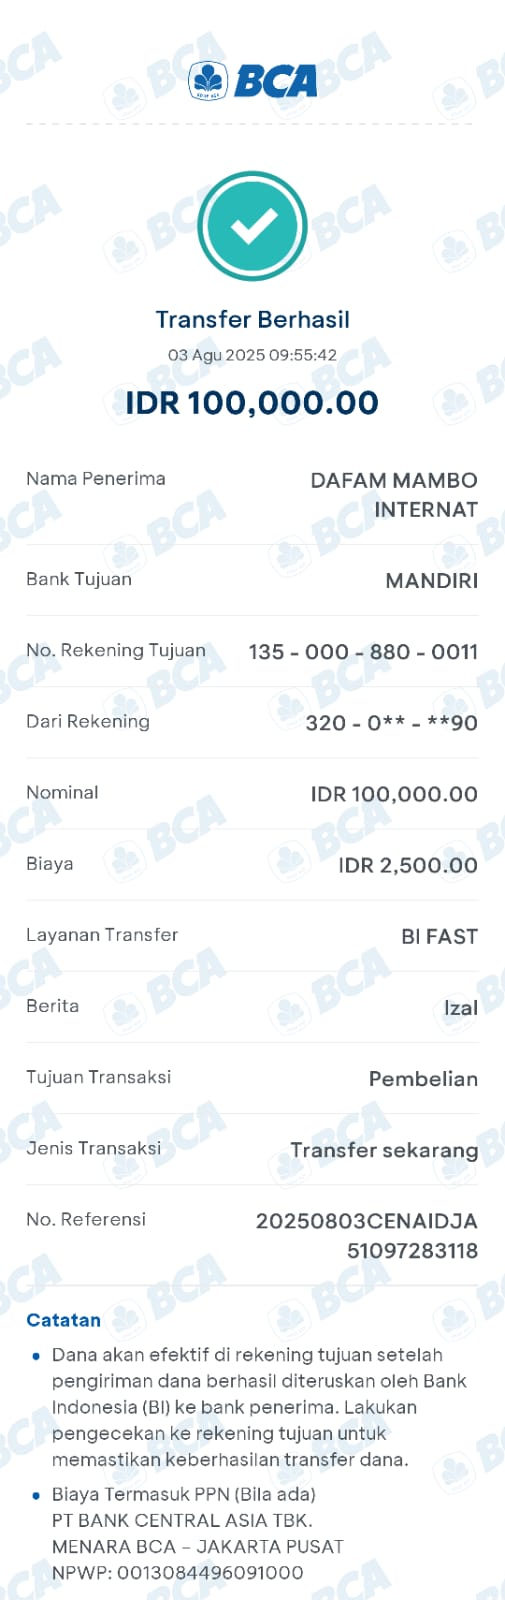 BCA
Transfer Berhasil
03 Agu 2025 09:55:42
IDR 100,000.00
Nama Penerima DAFAM MAMBO
INTERNAT
Bank Tujuan MANDIRI
No. Rekening Tujuan 135 - 000 - 880 - 0011
Dari Rekening 320 - 0** - **90
Nominal IDR 100,000.00
Biaya IDR 2,500.00
Layanan Transfer BI FAST
Berita Izal
Tujuan Transaksi Pembelian
Jenis Transaksi Transfer sekarang
No. Referensi 20250803CENAIDJA
51097283118
Catatan
• Dana akan efektif di rekening tujuan setelah
pengiriman dana berhasil diteruskan oleh Bank
Indonesia (BI) ke bank penerima. Lakukan
pengecekan ke rekening tujuan untuk
memastikan keberhasilan transfer dana.
• Biaya Termasuk PPN (Bila ada)
PT BANK CENTRAL ASIA TBK.
MENARA BCA – JAKARTA PUSAT
NPWP: 0013084496091000